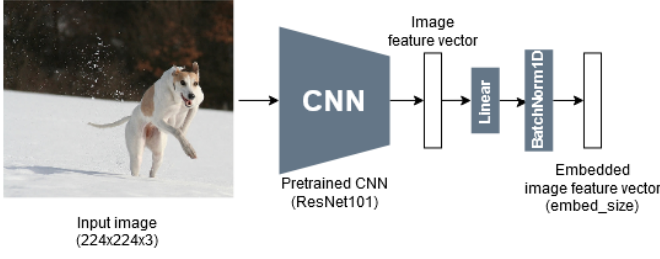 Image
feature vector
CNN
Linear
BatchNorm1D
Pretrained CNN
(ResNet101)
Embedded
image feature vector
(embed_size)
Input image
(224x224x3)